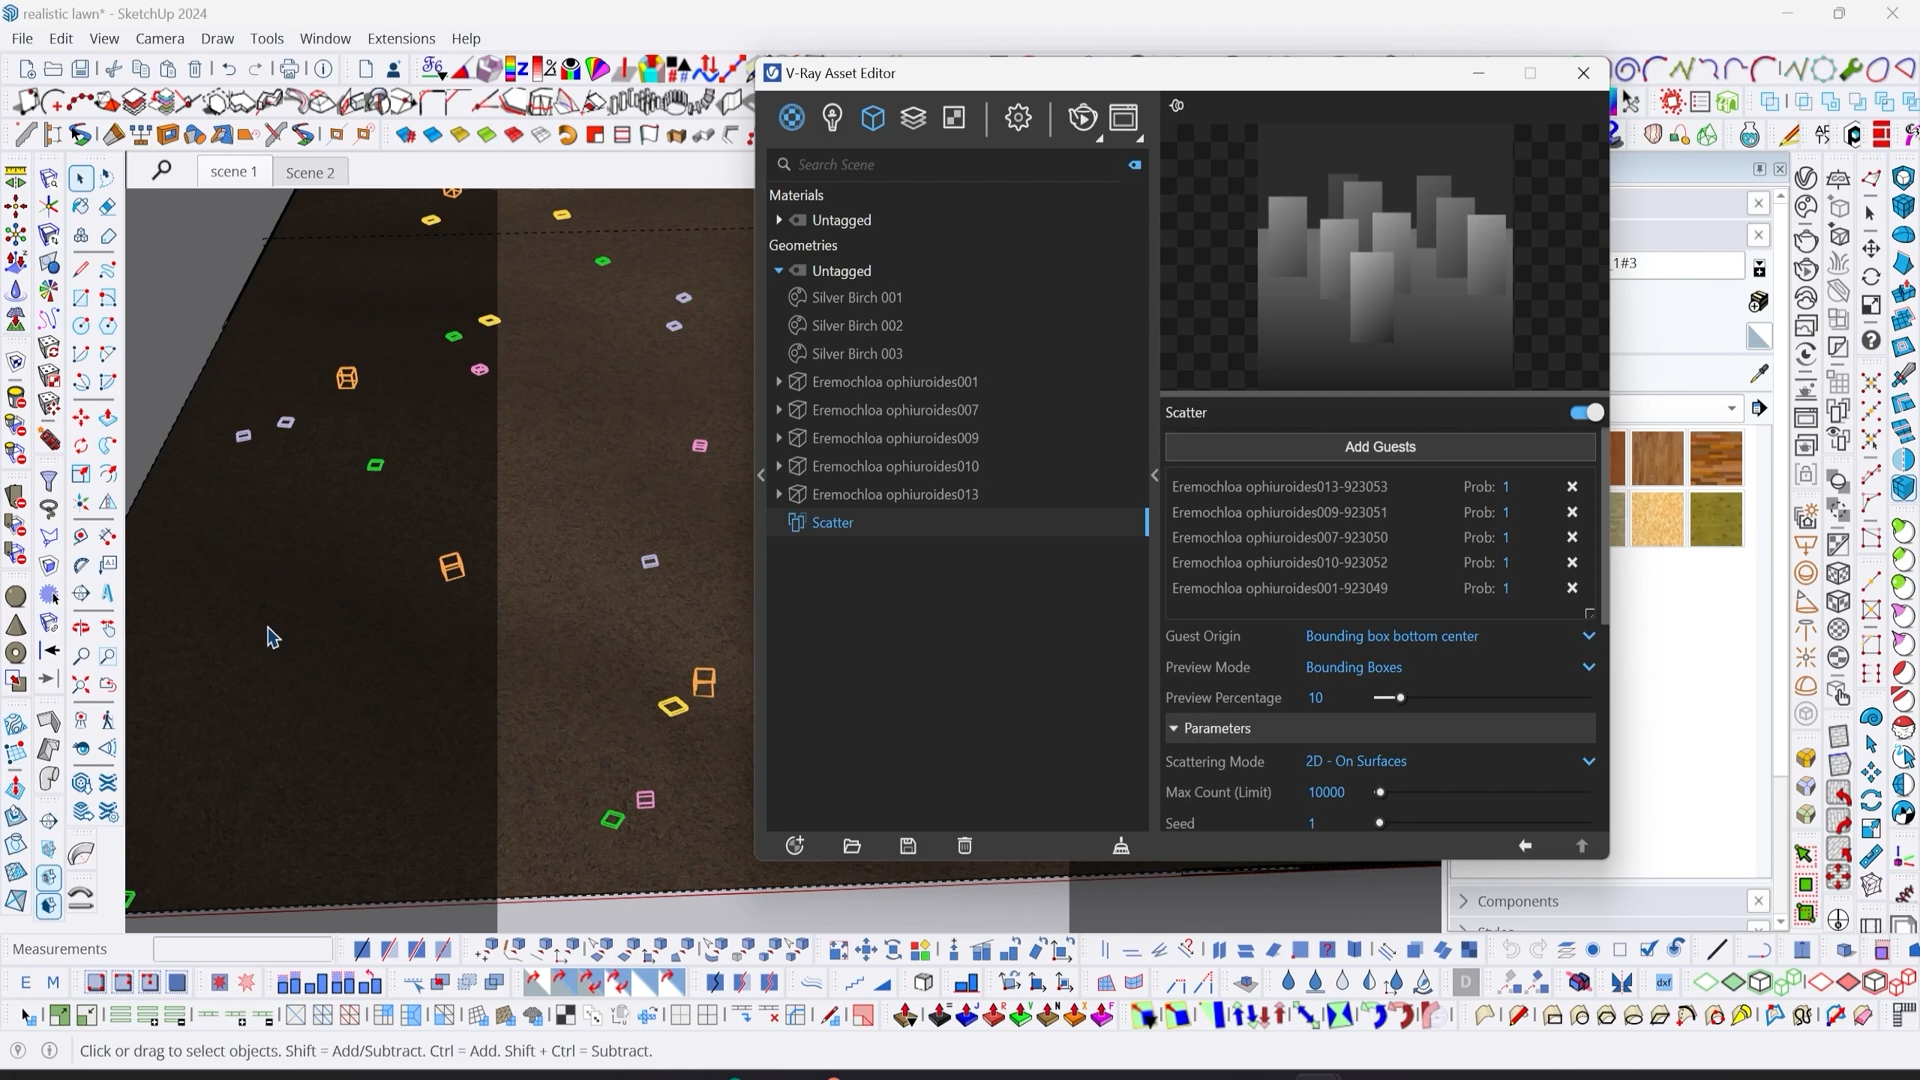 realistic lawn* - SketchUp 2024
File Edit View Camera Draw Tools Window Extensions Help
scene 1
Scene 2
V-Ray Asset Editor
Search Scene
Materials
Untagged
Geometries
Untagged
Silver Birch 001
Silver Birch 002
Silver Birch 003
Eremochloa ophiuroides001
Eremochloa ophiuroides007
Eremochloa ophiuroides009
Eremochloa ophiuroides010
Eremochloa ophiuroides013
Scatter
Scatter
Add Guests
Eremochloa ophiuroides013-923053 Prob: 1
Eremochloa ophiuroides009-923051 Prob: 1
Eremochloa ophiuroides007-923050 Prob: 1
Eremochloa ophiuroides010-923052 Prob: 1
Eremochloa ophiuroides001-923049 Prob: 1
Guest Origin Bounding box bottom center
Preview Mode Bounding Boxes
Preview Percentage 10
Parameters
Scattering Mode 2D - On Surfaces
Max Count (Limit) 10000
Seed 1
1#3
Components
Measurements
E M
D
dxf
Click or drag to select objects. Shift = Add/Subtract. Ctrl = Add. Shift + Ctrl = Subtract.